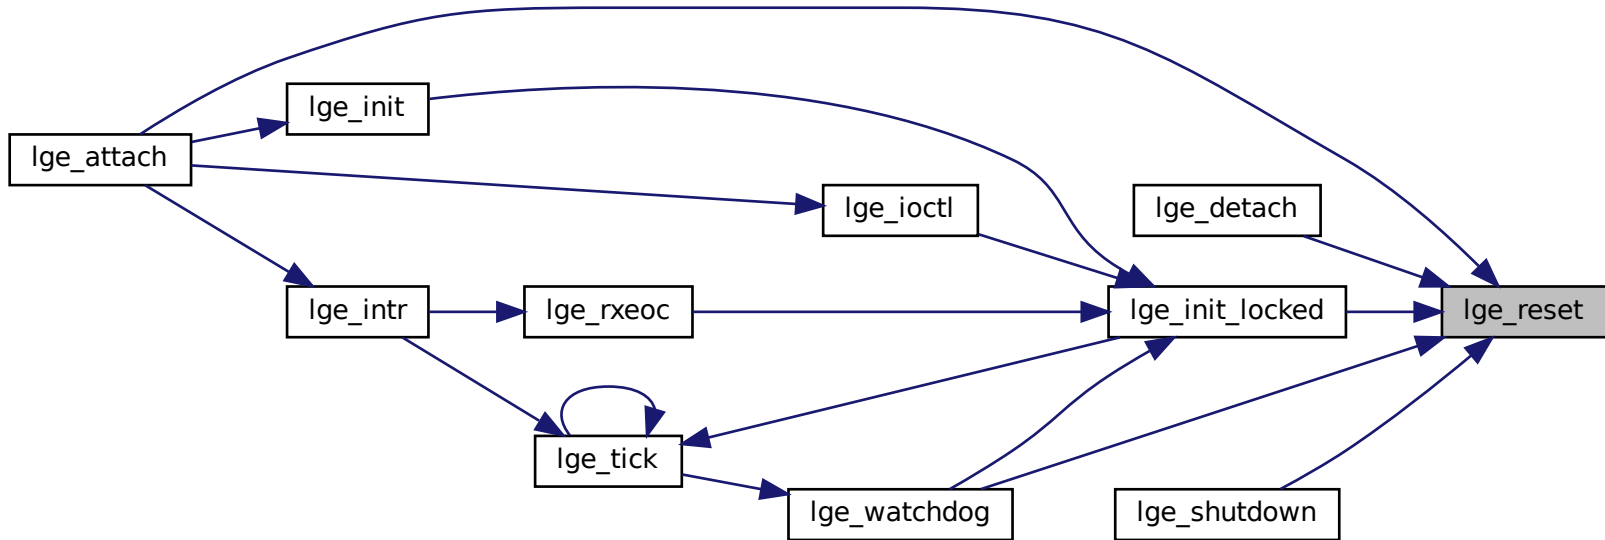 lge_init
lge_attach
lge_ioctl
lge_detach
lge_intr
lge_rxeoc
lge_init_locked
lge_reset
lge_tick
lge_watchdog
lge_shutdown